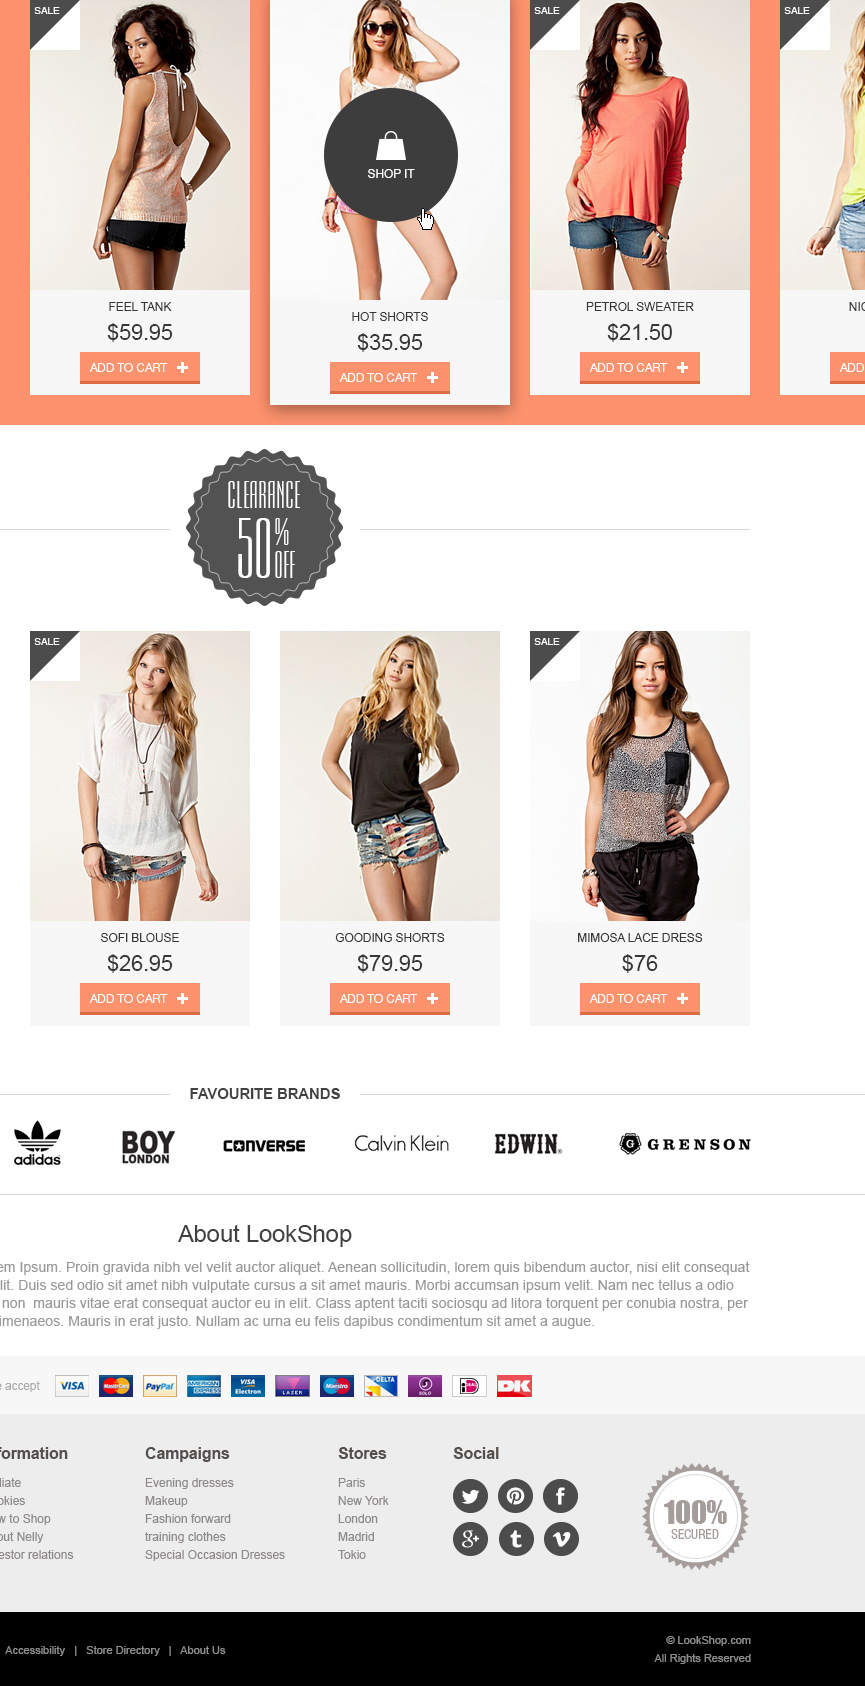 SALE
SALE
SALE
SHOP IT
FEEL TANK
$59.95
ADD TO CART
HOT SHORTS
$35.95
ADD TO CART
PETROL SWEATER
$21.50
ADD TO CART
ADD
CLEARANCE
50% OFF
SALE
SALE
SOFI BLOUSE
$26.95
ADD TO CART
GOODING SHORTS
$79.95
ADD TO CART
MIMOSA LACE DRESS
$76
ADD TO CART
FAVOURITE BRANDS
adidas
BOY
LONDON
CONVERSE
Calvin Klein
EDWIN®
G GRENSON
About LookShop
em Ipsum. Proin gravida nibh vel velit auctor aliquet. Aenean sollicitudin, lorem quis bibendum auctor, nisi elit consequat
lit. Duis sed odio sit amet nibh vulputate cursus a sit amet mauris. Morbi accumsan ipsum velit. Nam nec tellus a odio
non mauris vitae erat consequat auctor eu in elit. Class aptent taciti sociosqu ad litora torquent per conubia nostra, per
imenaeos. Mauris in erat justo. Nullam ac urna eu felis dapibus condimentum sit amet a augue.
e accept VISA MasterCard PayPal AMERICAN EXPRESS VISA Electron LASER Maestro DELTA SOLO iDEAL DK
formation
liate
okies
w to Shop
out Nelly
estor relations
Campaigns
Evening dresses
Makeup
Fashion forward
training clothes
Special Occasion Dresses
Stores
Paris
New York
London
Madrid
Tokio
Social
100%
SECURED
Accessibility | Store Directory | About Us
© LookShop.com
All Rights Reserved